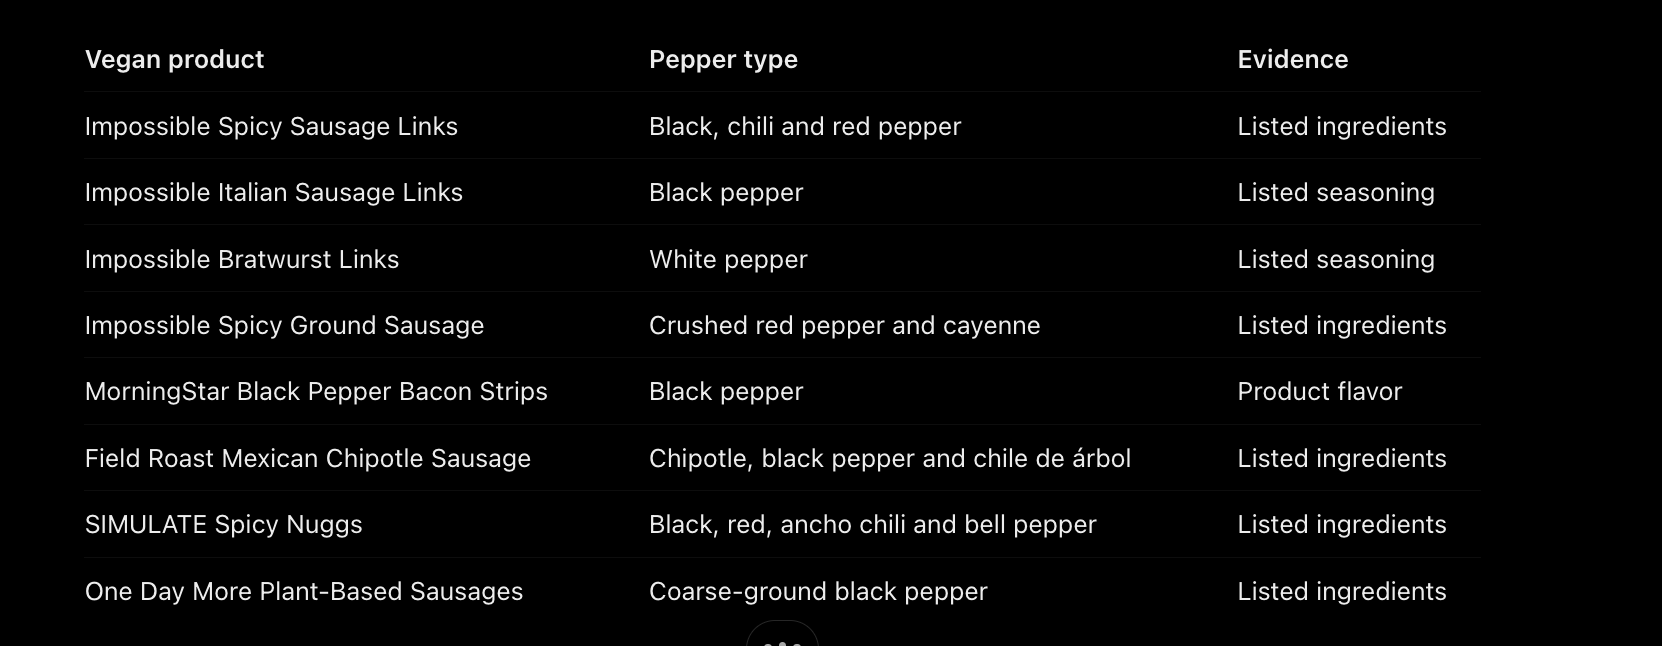 Vegan product Pepper type Evidence
Impossible Spicy Sausage Links Black, chili and red pepper Listed ingredients
Impossible Italian Sausage Links Black pepper Listed seasoning
Impossible Bratwurst Links White pepper Listed seasoning
Impossible Spicy Ground Sausage Crushed red pepper and cayenne Listed ingredients
MorningStar Black Pepper Bacon Strips Black pepper Product flavor
Field Roast Mexican Chipotle Sausage Chipotle, black pepper and chile de árbol Listed ingredients
SIMULATE Spicy Nuggs Black, red, ancho chili and bell pepper Listed ingredients
One Day More Plant-Based Sausages Coarse-ground black pepper Listed ingredients